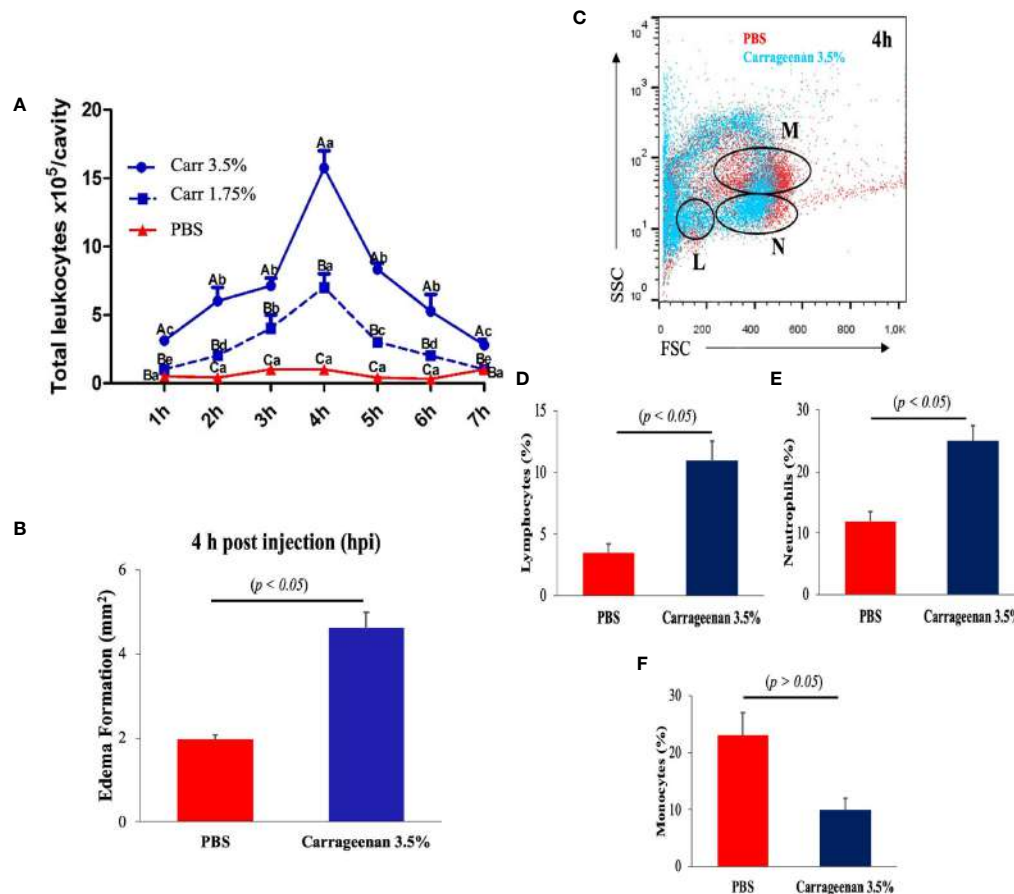 A
Total leukocytes x10⁵/cavity
20
15
10
5
0
Carr 3.5%
Carr 1.75%
PBS
Aa
Ab
Ab
Ab
Ab
Ac
Ac
Ba
Bb
Bc
Bd
Bd
Be
Be
Ba
Ca
Ca
Ca
Ca
Ca
Ba
1h
2h
3h
4h
5h
6h
7h
B
4 h post injection (hpi)
(p < 0.05)
Edema Formation (mm²)
6
4
2
0
PBS
Carrageenan 3.5%
C
PBS
Carrageenan 3.5%
4h
SSC
10⁴
10³
10²
10¹
10⁰
M
N
L
0
200
400
600
800
1,0K
FSC
D
(p < 0.05)
Lymphocytes (%)
15
10
5
0
PBS
Carrageenan 3.5%
E
(p < 0.05)
Neutrophils (%)
30
20
10
0
PBS
Carrageenan 3.5%
F
(p > 0.05)
Monocytes (%)
30
20
10
0
PBS
Carrageenan 3.5%